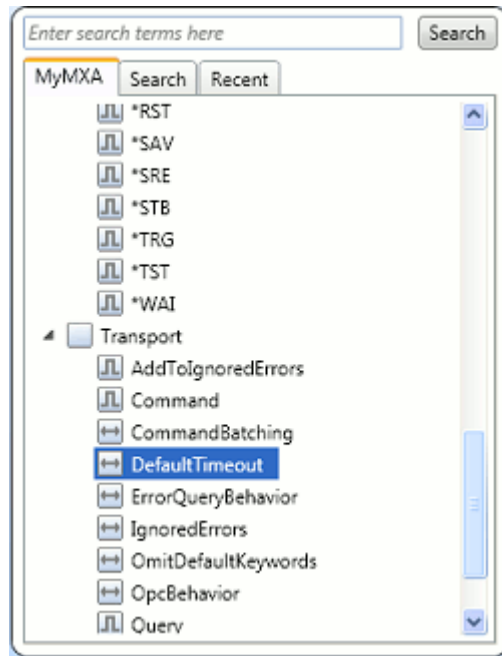 Enter search terms here Search
MyMXA Search Recent
*RST
*SAV
*SRE
*STB
*TRG
*TST
*WAI
Transport
AddToIgnoredErrors
Command
CommandBatching
DefaultTimeout
ErrorQueryBehavior
IgnoredErrors
OmitDefaultKeywords
OpcBehavior
Query